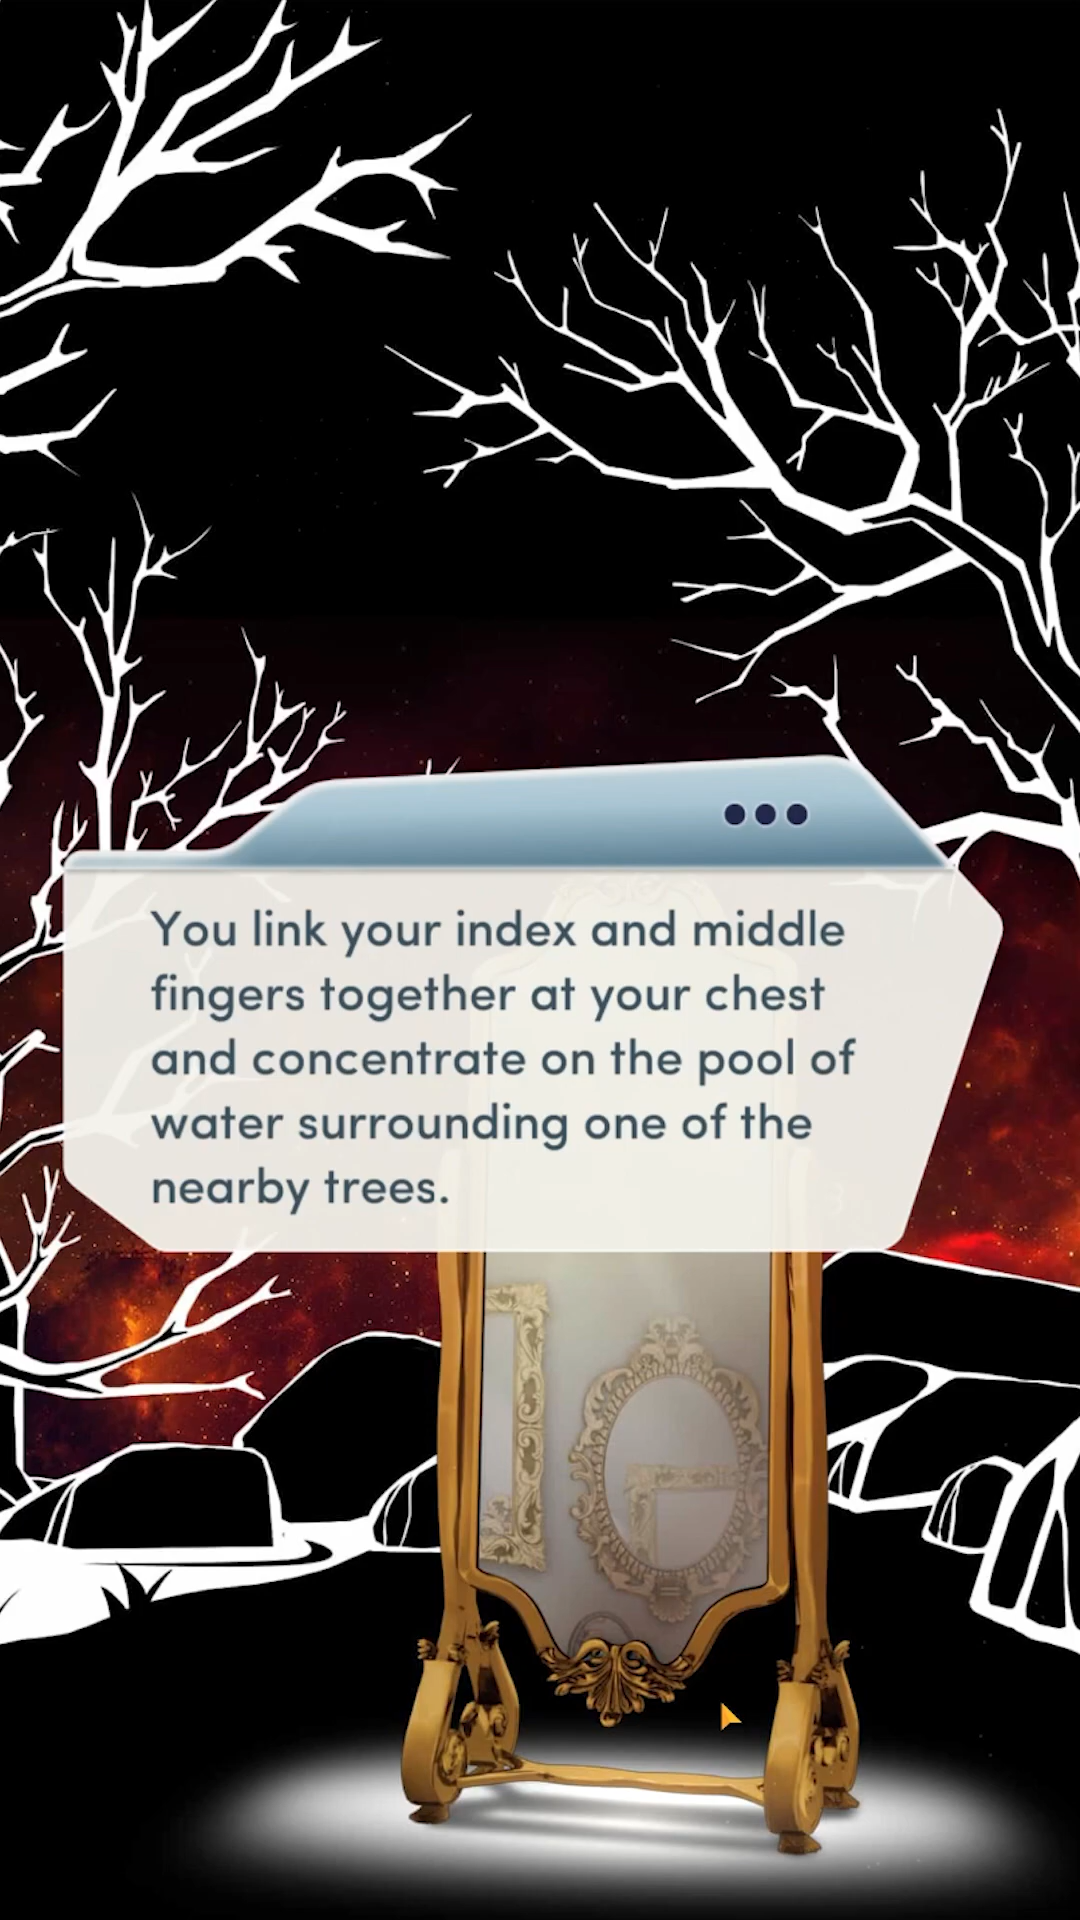 You link your index and middle
fingers together at your chest
and concentrate on the pool of
water surrounding one of the
nearby trees.